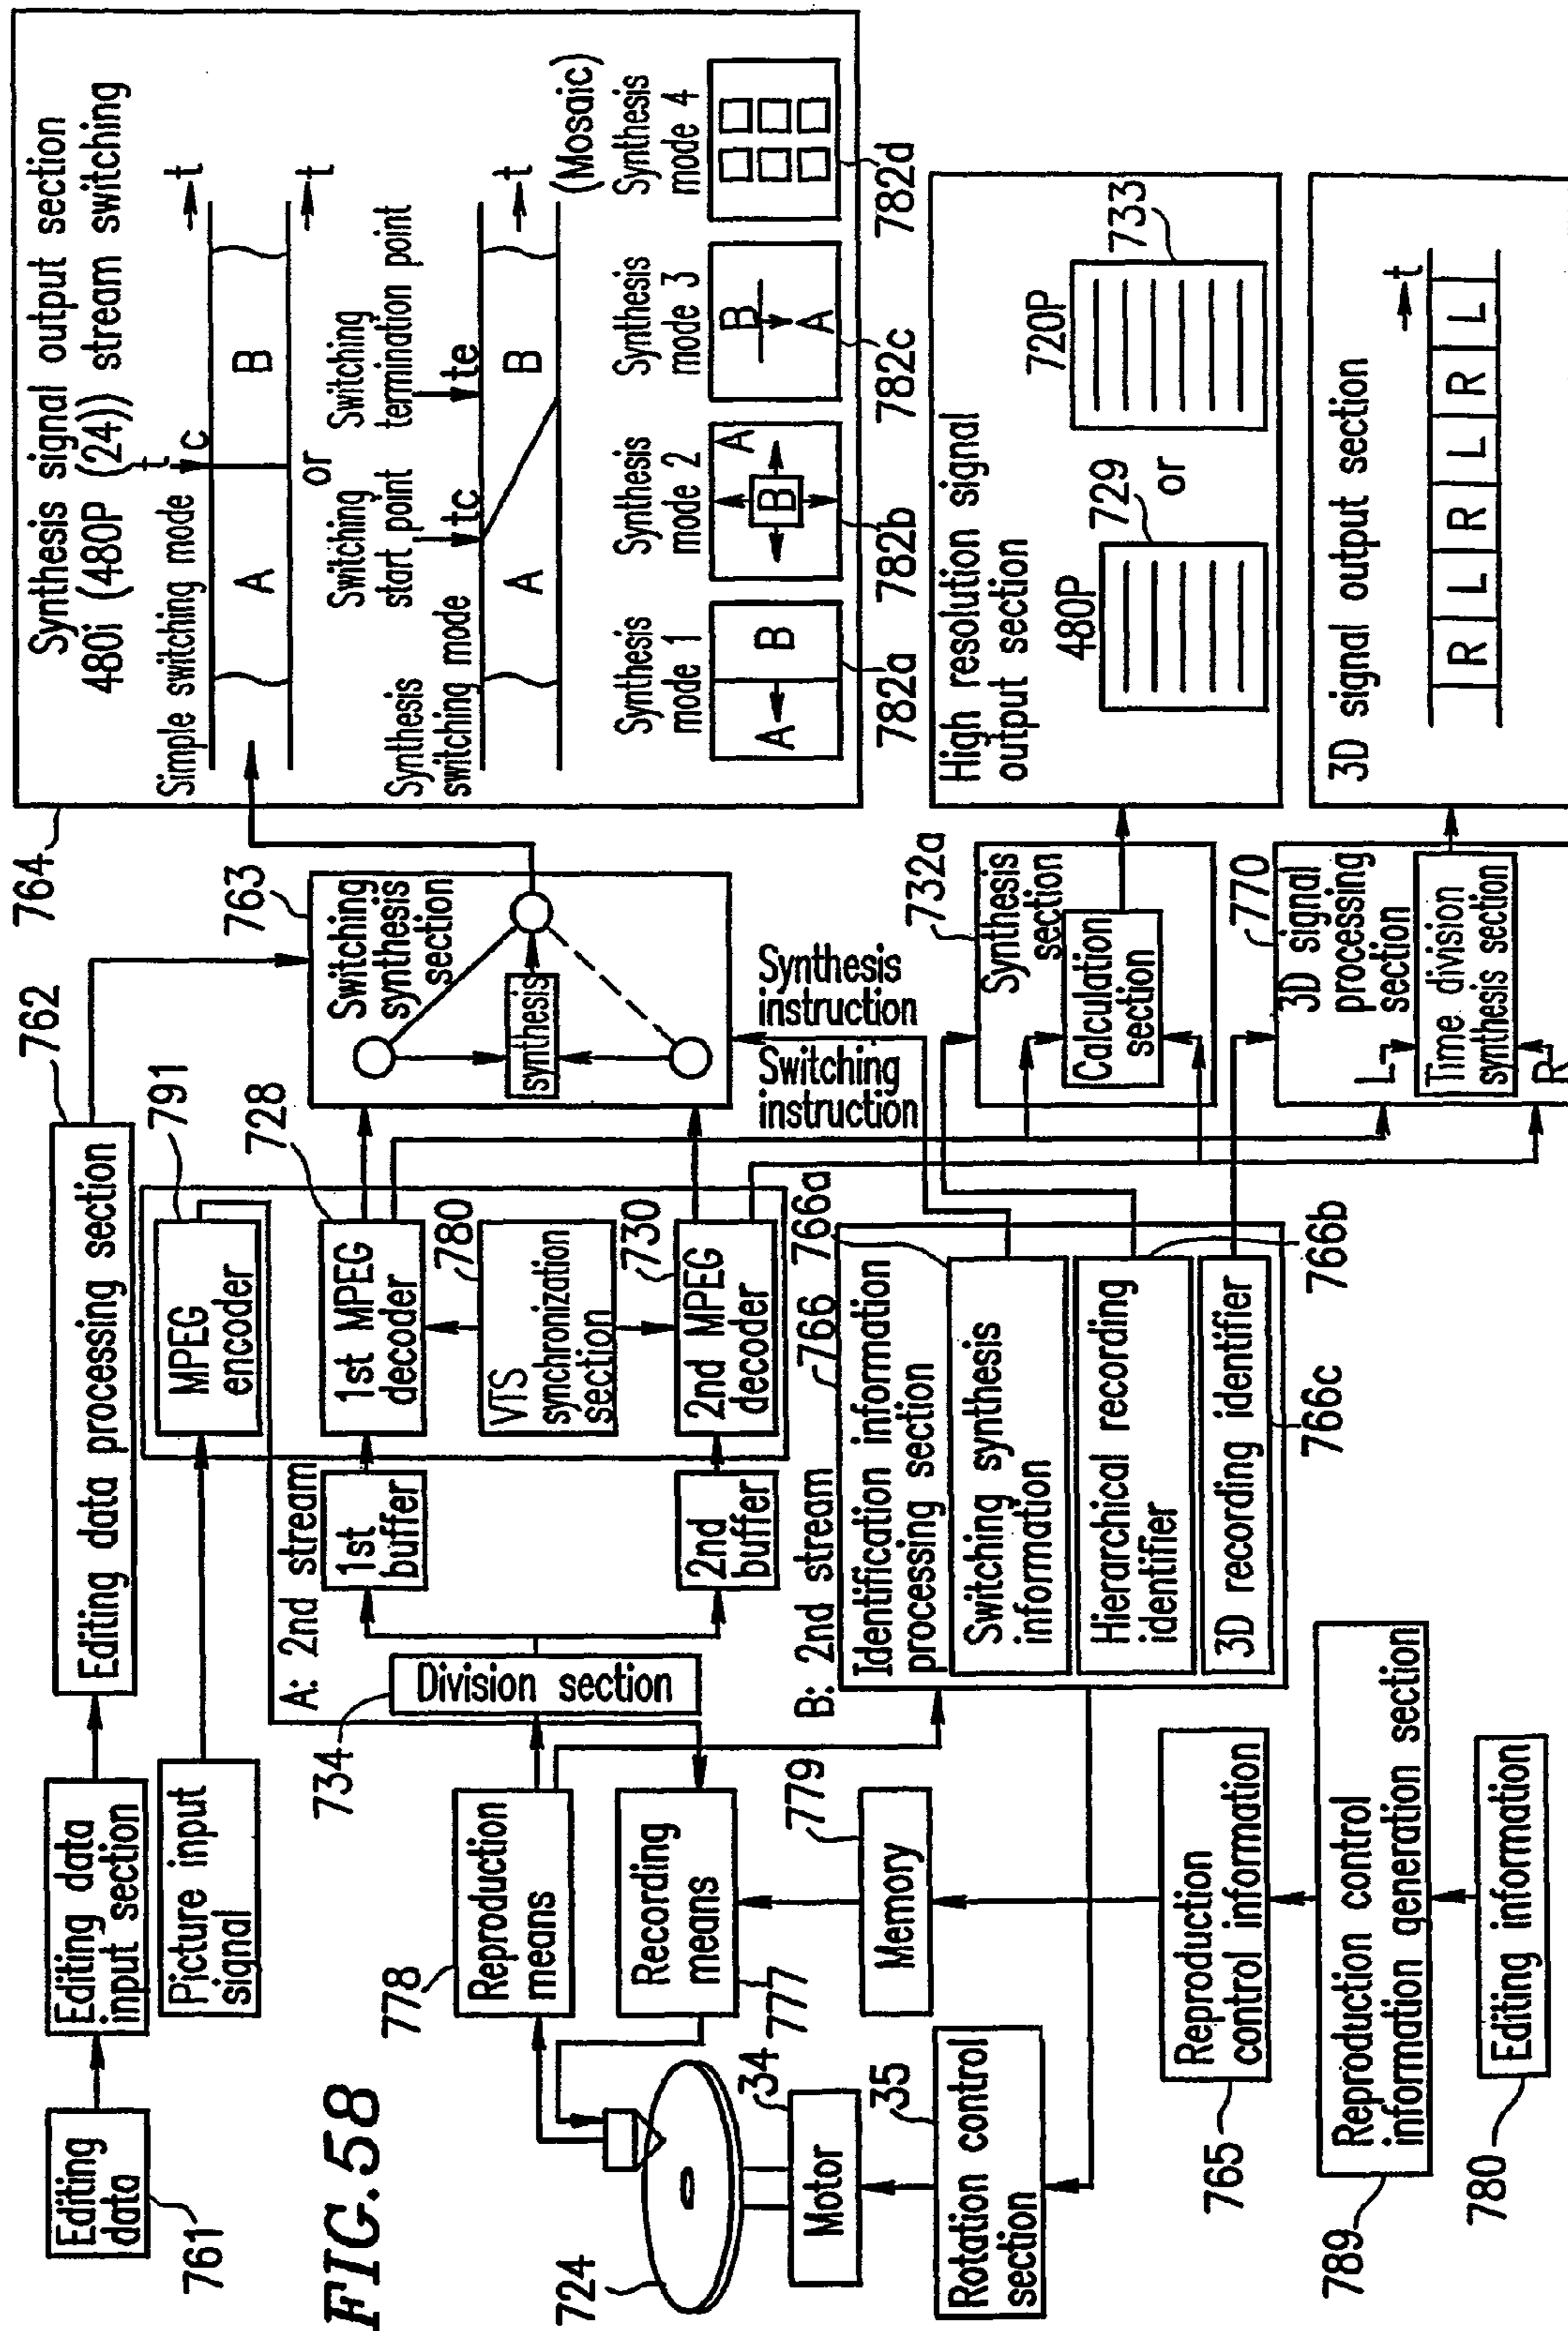 FIG.58
Editing
data
761
Editing data
input section
Picture input
signal
Editing data processing section
762
MPEG
encoder
791
A: 2nd stream
1st
buffer
1st MPEG
decoder
728
VTS
synchronization
section
780
2nd
buffer
2nd MPEG
decoder
730
Division section
734
778
Reproduction
means
Recording
means
777
724
Motor
34
Rotation control
section
35
Memory
779
Reproduction
control information
765
Reproduction control
information generation section
789
Editing information
780
B: 2nd stream
766
Identification information
processing section
Switching synthesis
information
766a
Hierarchical recording
identifier
766b
3D recording identifier
766c
763
Switching
synthesis
section
synthesis
Synthesis
instruction
Switching
instruction
732a
Synthesis
section
Calculation
section
770
3D signal
processing
section
L
Time division
synthesis section
R
764
Synthesis signal output section
480i (480P (24)) stream switching
Simple switching mode
t
c
t
A
B
t
or
Switching
start point
Switching
termination point
Synthesis
switching mode
tc
te
A
B
t
(Mosaic)
Synthesis
mode 1
Synthesis
mode 2
Synthesis
mode 3
Synthesis
mode 4
A
B
B
A
B
A
782a
782b
782c
782d
High resolution signal
output section
480P
729
or
720P
733
3D signal output section
t
R L R L R L